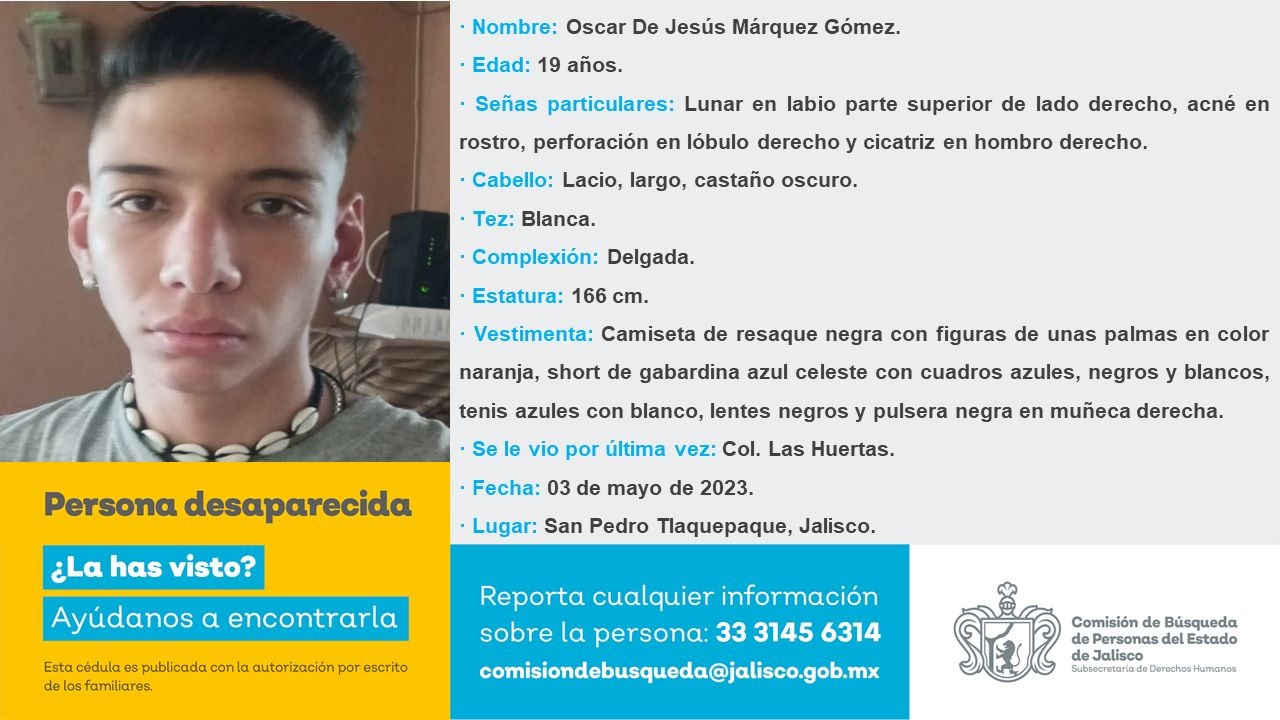 · Nombre: Oscar De Jesús Márquez Gómez.
· Edad: 19 años.
· Señas particulares: Lunar en labio parte superior de lado derecho, acné en
rostro, perforación en lóbulo derecho y cicatriz en hombro derecho.
· Cabello: Lacio, largo, castaño oscuro.
· Tez: Blanca.
· Complexión: Delgada.
· Estatura: 166 cm.
· Vestimenta: Camiseta de resaque negra con figuras de unas palmas en color
naranja, short de gabardina azul celeste con cuadros azules, negros y blancos,
tenis azules con blanco, lentes negros y pulsera negra en muñeca derecha.
· Se le vio por última vez: Col. Las Huertas.
· Fecha: 03 de mayo de 2023.
· Lugar: San Pedro Tlaquepaque, Jalisco.
Persona desaparecida
¿La has visto?
Ayúdanos a encontrarla
Esta cédula es publicada con la autorización por escrito
de los familiares.
Reporta cualquier información
sobre la persona: 33 3145 6314
comisiondebusqueda@jalisco.gob.mx
Comisión de Búsqueda
de Personas del Estado
de Jalisco
Subsecretaría de Derechos Humanos